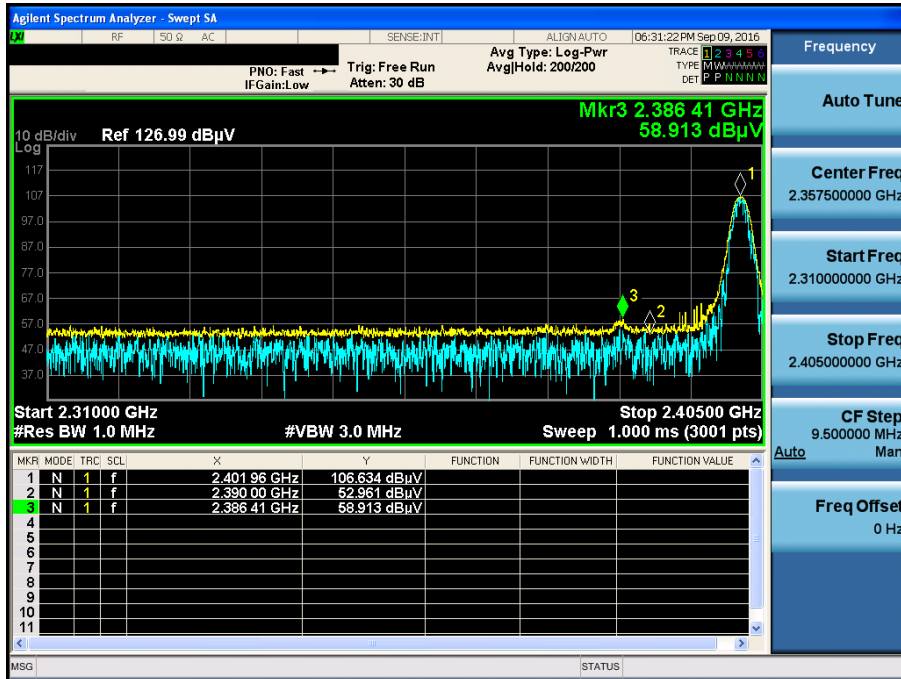 Agilent Spectrum Analyzer - Swept SA
LXI RF 50 Ω AC SENSE:INT ALIGN AUTO 06:31:22 PM Sep 09, 2016
Frequency
PNO: Fast
IFGain:Low
Trig: Free Run
Atten: 30 dB
Avg Type: Log-Pwr
Avg|Hold: 200/200
TRACE 1 2 3 4 5 6
TYPE MWWWWW
DET P P N N N N
Mkr3 2.386 41 GHz
58.913 dBµV
10 dB/div Ref 126.99 dBµV
Log
117
107
97.0
87.0
77.0
67.0
57.0
47.0
37.0
1
2
3
Start 2.31000 GHz
Stop 2.40500 GHz
#Res BW 1.0 MHz #VBW 3.0 MHz Sweep 1.000 ms (3001 pts)
MKR MODE TRC SCL X Y FUNCTION FUNCTION WIDTH FUNCTION VALUE
1 N 1 f 2.401 96 GHz 106.634 dBµV
2 N 1 f 2.390 00 GHz 52.961 dBµV
3 N 1 f 2.386 41 GHz 58.913 dBµV
4
5
6
7
8
9
10
11
MSG STATUS
Auto Tune
Center Freq
2.357500000 GHz
Start Freq
2.310000000 GHz
Stop Freq
2.405000000 GHz
CF Step
9.500000 MHz
Auto Man
Freq Offset
0 Hz